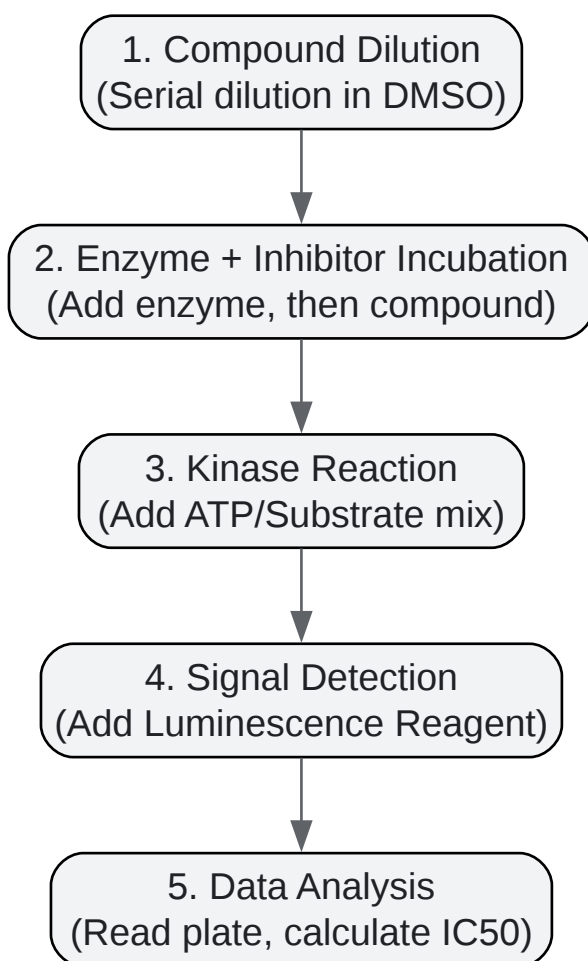 1. Compound Dilution
(Serial dilution in DMSO)
2. Enzyme + Inhibitor Incubation
(Add enzyme, then compound)
3. Kinase Reaction
(Add ATP/Substrate mix)
4. Signal Detection
(Add Luminescence Reagent)
5. Data Analysis
(Read plate, calculate IC50)